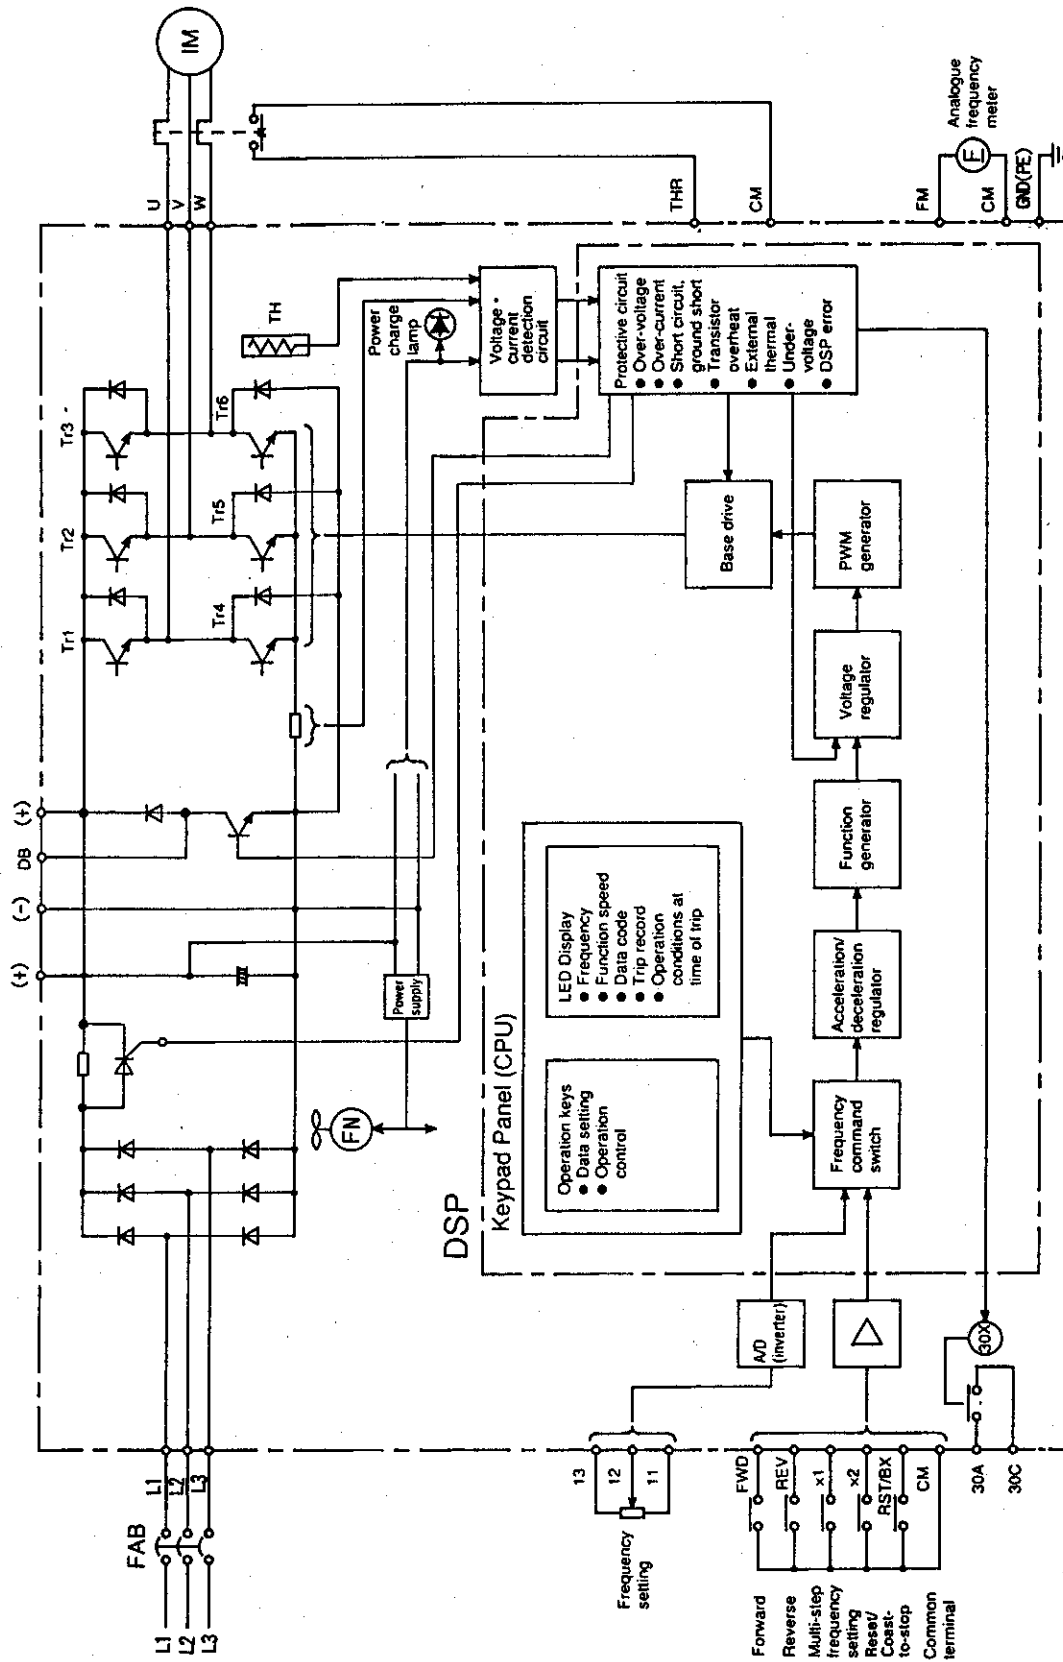 FAB
L1
L2
L3
L1
L2
L3
(+)
(-)
DB
(+)
Tr1
Tr2
Tr3
Tr4
Tr5
Tr6
U
V
W
IM
TH
FN
Power
supply
Power
charge
lamp
Voltage •
current
detection
circuit
THR
CM
Protective circuit
● Over-voltage
● Over-current
● Short circuit,
ground short
● Transistor
overheat
● External
thermal
● Under-
voltage
● DSP error
DSP
Keypad Panel (CPU)
Operation keys
● Data setting
● Operation
control
LED Display
● Frequency
● Function speed
● Data code
● Trip record
● Operation
conditions at
time of trip
Base drive
Frequency
command
switch
Acceleration/
deceleration
regulator
Function
generator
Voltage
regulator
PWM
generator
A/D
(inverter)
Frequency
setting
13
12
11
Forward
Reverse
Multi-step
frequency
setting
Reset/
Coast-
to-stop
Common
terminal
FWD
REV
x1
x2
RST/BX
CM
30A
30C
30X
FM
CM
GND(PE)
F
Analogue
frequency
meter